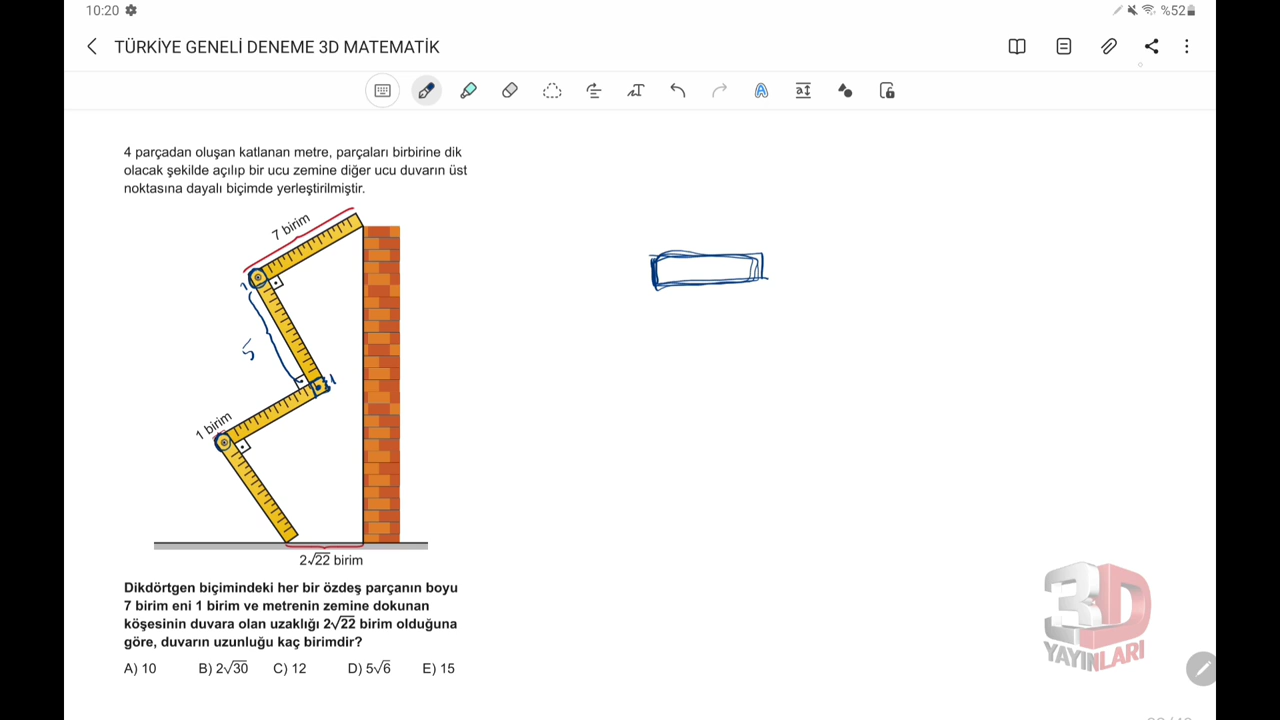 10:20
%52
TÜRKİYE GENELİ DENEME 3D MATEMATİK
4 parçadan oluşan katlanan metre, parçaları birbirine dik
olacak şekilde açılıp bir ucu zemine diğer ucu duvarın üst
noktasına dayalı biçimde yerleştirilmiştir.
7 birim
1
5
1
1 birim
2√22 birim
Dikdörtgen biçimindeki her bir özdeş parçanın boyu
7 birim eni 1 birim ve metrenin zemine dokunan
köşesinin duvara olan uzaklığı 2√22 birim olduğuna
göre, duvarın uzunluğu kaç birimdir?
A) 10 B) 2√30 C) 12 D) 5√6 E) 15
3D
YAYINLARI